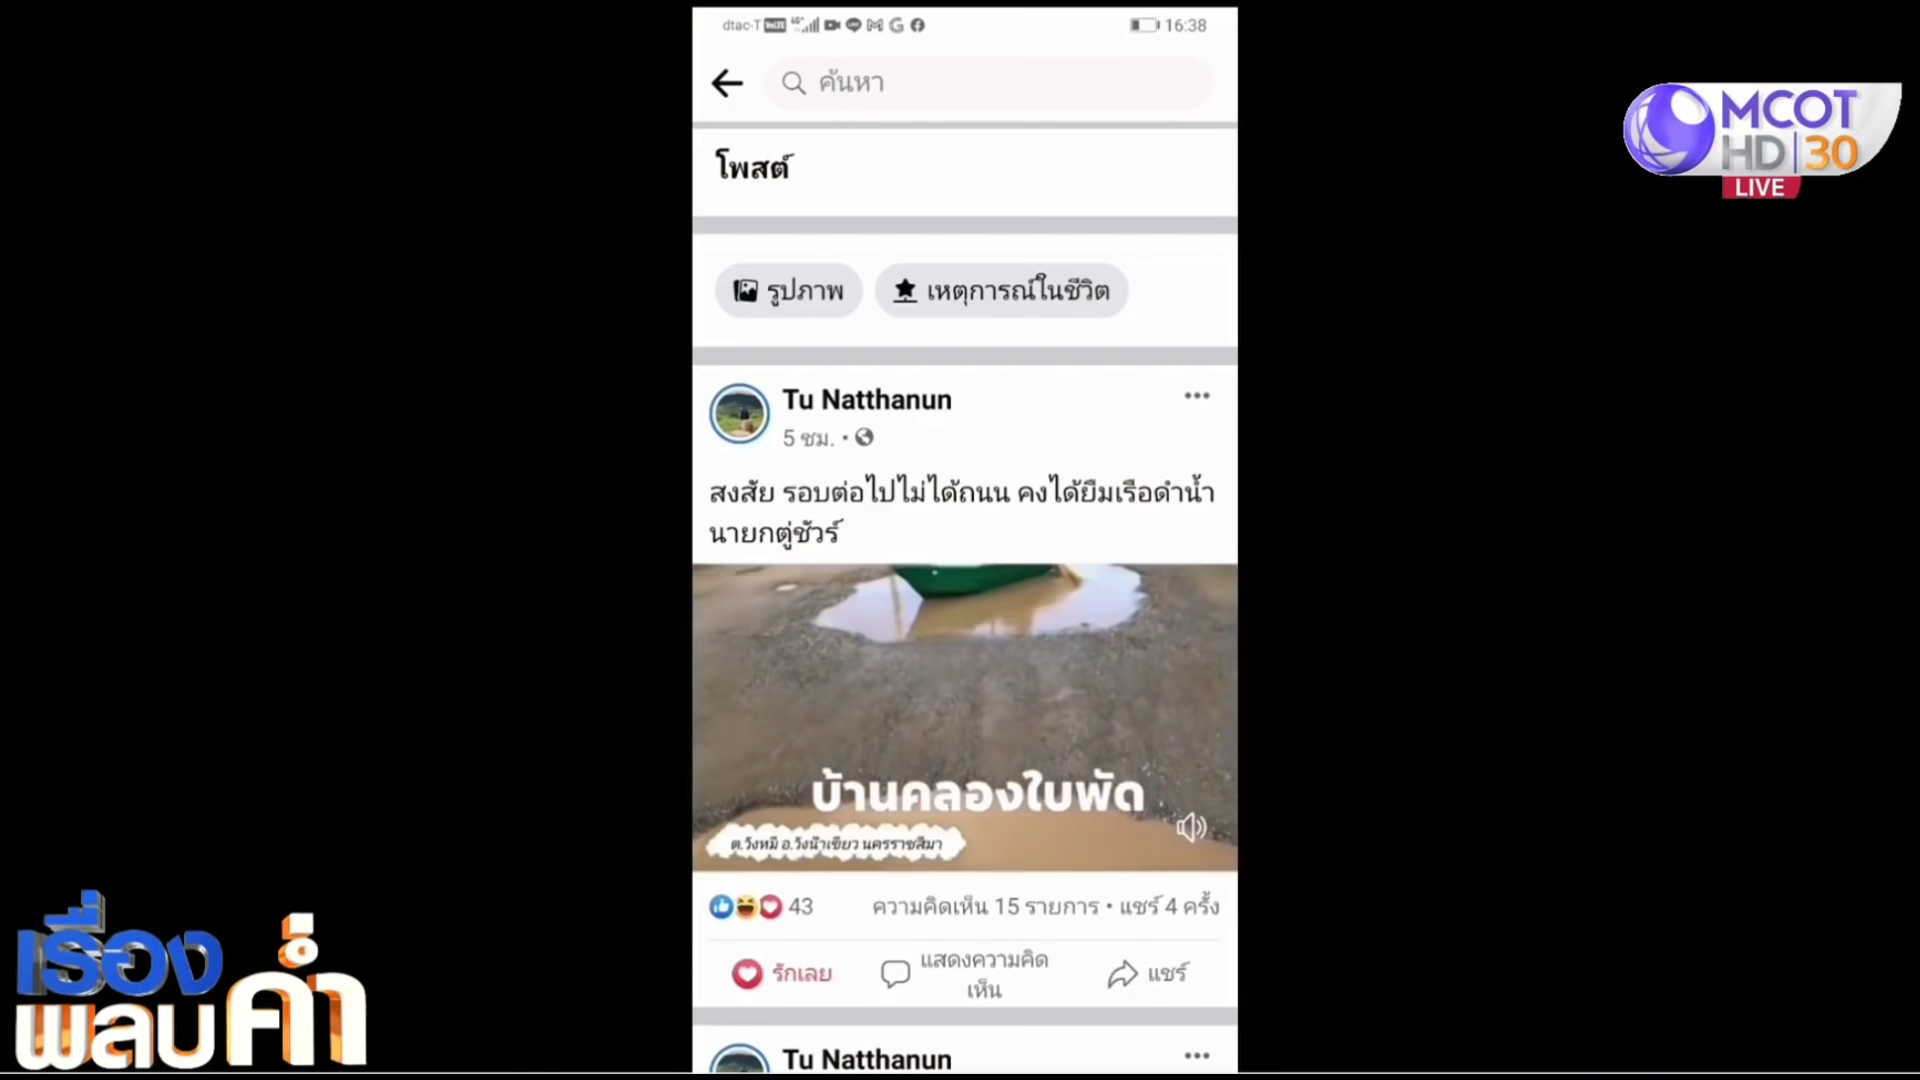 dtac-T VoLTE 16:38
ค้นหา
MCOT
HD 30
LIVE
โพสต์
รูปภาพ เหตุการณ์ในชีวิต
Tu Natthanun
5 ชม. •
สงสัย รอบต่อไปไม่ได้ถนน คงได้ยืมเรือดำน้ำ
นายกตู่ชัวร์
บ้านคลองใบพัด
ต.วังหมี อ.วังน้ำเขียว นครราชสีมา
43 ความคิดเห็น 15 รายการ • แชร์ 4 ครั้ง
รักเลย แสดงความคิด
เห็น แชร์
Tu Natthanun
เรื่อง
พลบค่ำ